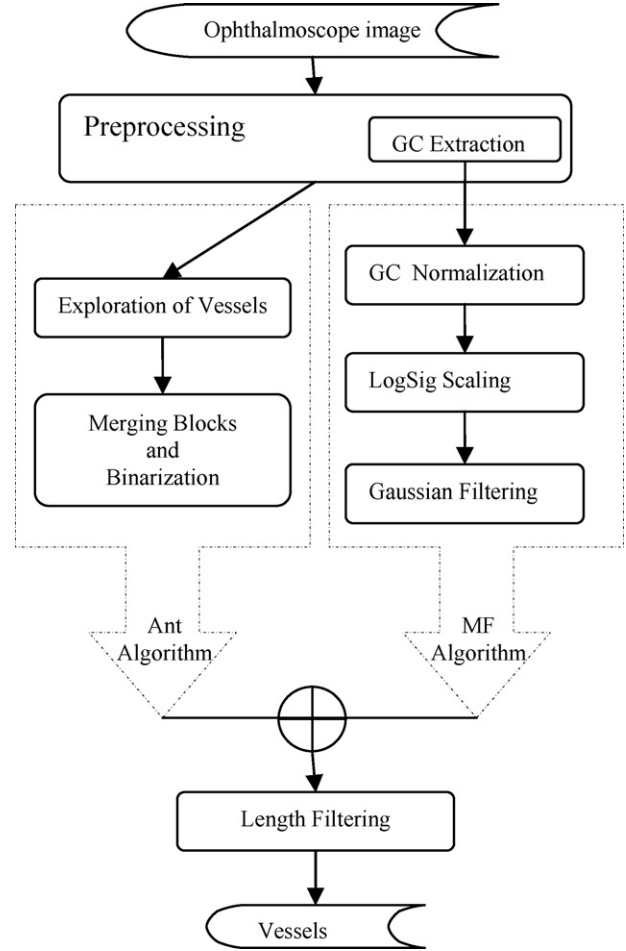 Ophthalmoscope image
Preprocessing
GC Extraction
Exploration of Vessels
Merging Blocks
and
Binarization
GC Normalization
LogSig Scaling
Gaussian Filtering
Ant
Algorithm
MF
Algorithm
Length Filtering
Vessels